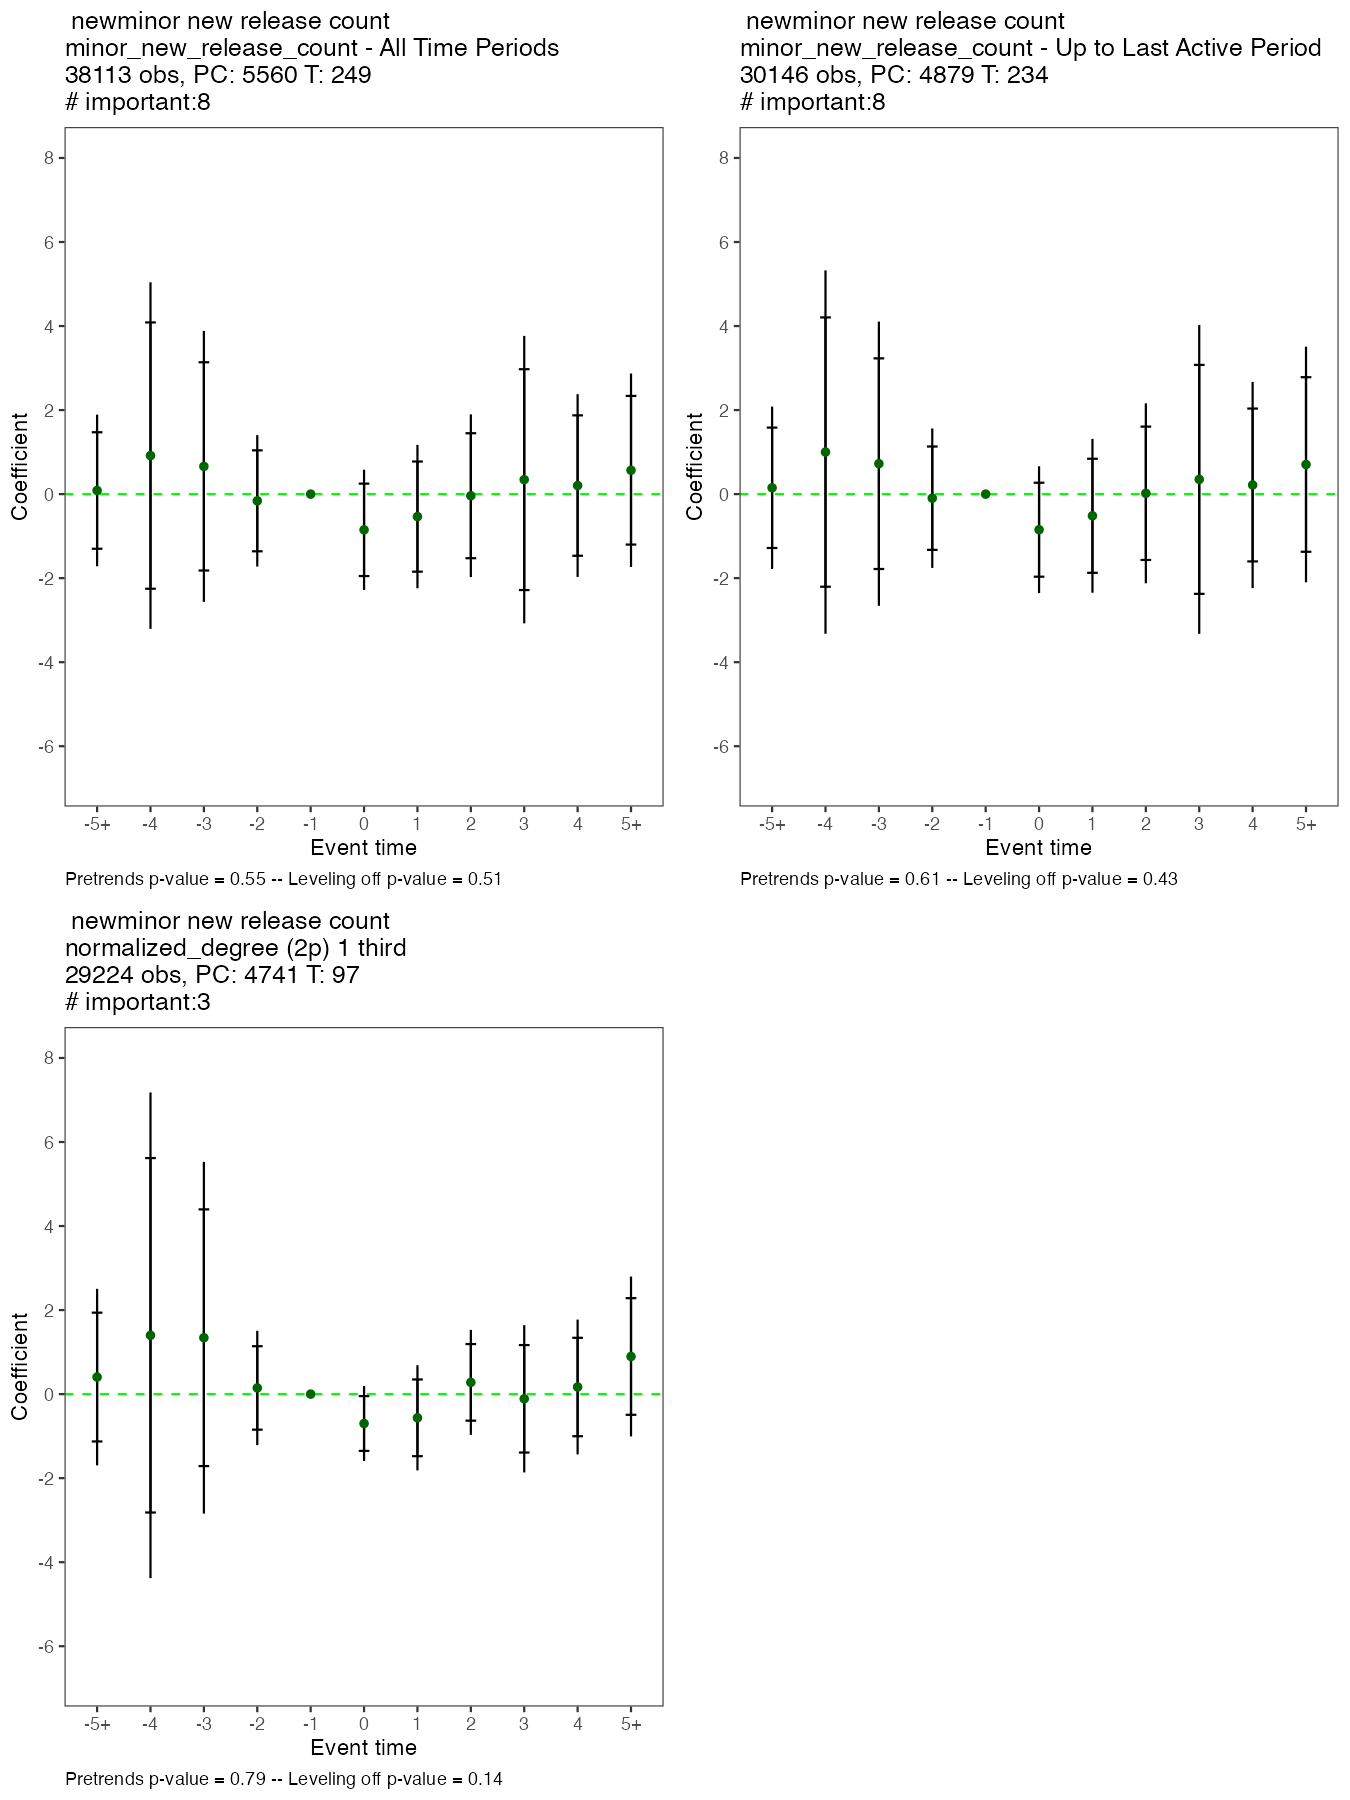 newminor new release count
minor_new_release_count - All Time Periods
38113 obs, PC: 5560 T: 249
# important:8
8
6
4
2
0
-2
-4
-6
Coefficient
-5+ -4 -3 -2 -1 0 1 2 3 4 5+
Event time
Pretrends p-value = 0.55 -- Leveling off p-value = 0.51
newminor new release count
minor_new_release_count - Up to Last Active Period
30146 obs, PC: 4879 T: 234
# important:8
8
6
4
2
0
-2
-4
-6
Coefficient
-5+ -4 -3 -2 -1 0 1 2 3 4 5+
Event time
Pretrends p-value = 0.61 -- Leveling off p-value = 0.43
newminor new release count
normalized_degree (2p) 1 third
29224 obs, PC: 4741 T: 97
# important:3
8
6
4
2
0
-2
-4
-6
Coefficient
-5+ -4 -3 -2 -1 0 1 2 3 4 5+
Event time
Pretrends p-value = 0.79 -- Leveling off p-value = 0.14